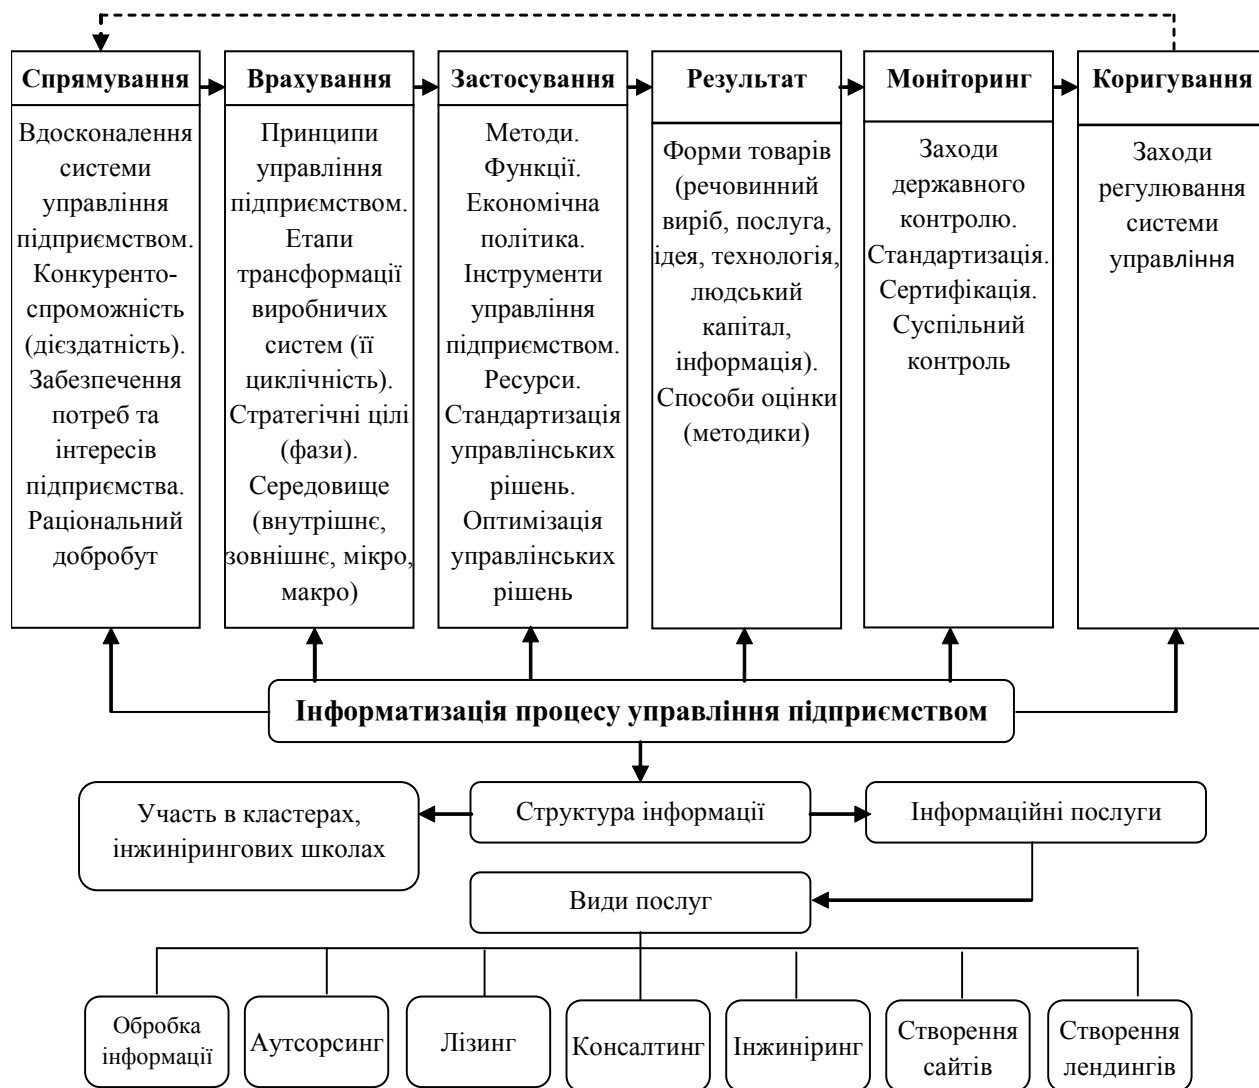 Спрямування
Вдосконалення
системи
управління
підприємством.
Конкуренто-
спроможність
(дієздатність).
Забезпечення
потреб та
інтересів
підприємства.
Раціональний
добробут
Врахування
Принципи
управління
підприємством.
Етапи
трансформації
виробничих
систем (її
циклічність).
Стратегічні цілі
(фази).
Середовище
(внутрішнє,
зовнішнє, мікро,
макро)
Застосування
Методи.
Функції.
Економічна
політика.
Інструменти
управління
підприємством.
Ресурси.
Стандартизація
управлінських
рішень.
Оптимізація
управлінських
рішень
Результат
Форми товарів
(речовинний
виріб, послуга,
ідея, технологія,
людський
капітал,
інформація).
Способи оцінки
(методики)
Моніторинг
Заходи
державного
контролю.
Стандартизація.
Сертифікація.
Суспільний
контроль
Коригування
Заходи
регулювання
системи
управління
Інформатизація процесу управління підприємством
Участь в кластерах,
інжинірингових школах
Структура інформації
Інформаційні послуги
Види послуг
Обробка
інформації
Аутсорсинг
Лізинг
Консалтинг
Інжиніринг
Створення
сайтів
Створення
лендингів